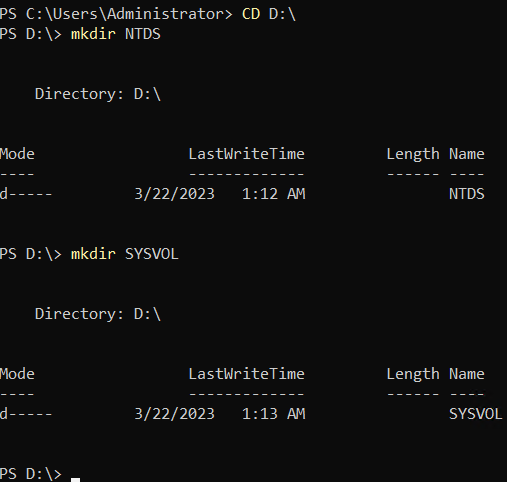 PS C:\Users\Administrator> CD D:\
PS D:\> mkdir NTDS
Directory: D:\
Mode LastWriteTime Length Name
---- ------------- ------ ----
d----- 3/22/2023 1:12 AM NTDS
PS D:\> mkdir SYSVOL
Directory: D:\
Mode LastWriteTime Length Name
---- ------------- ------ ----
d----- 3/22/2023 1:13 AM SYSVOL
PS D:\>